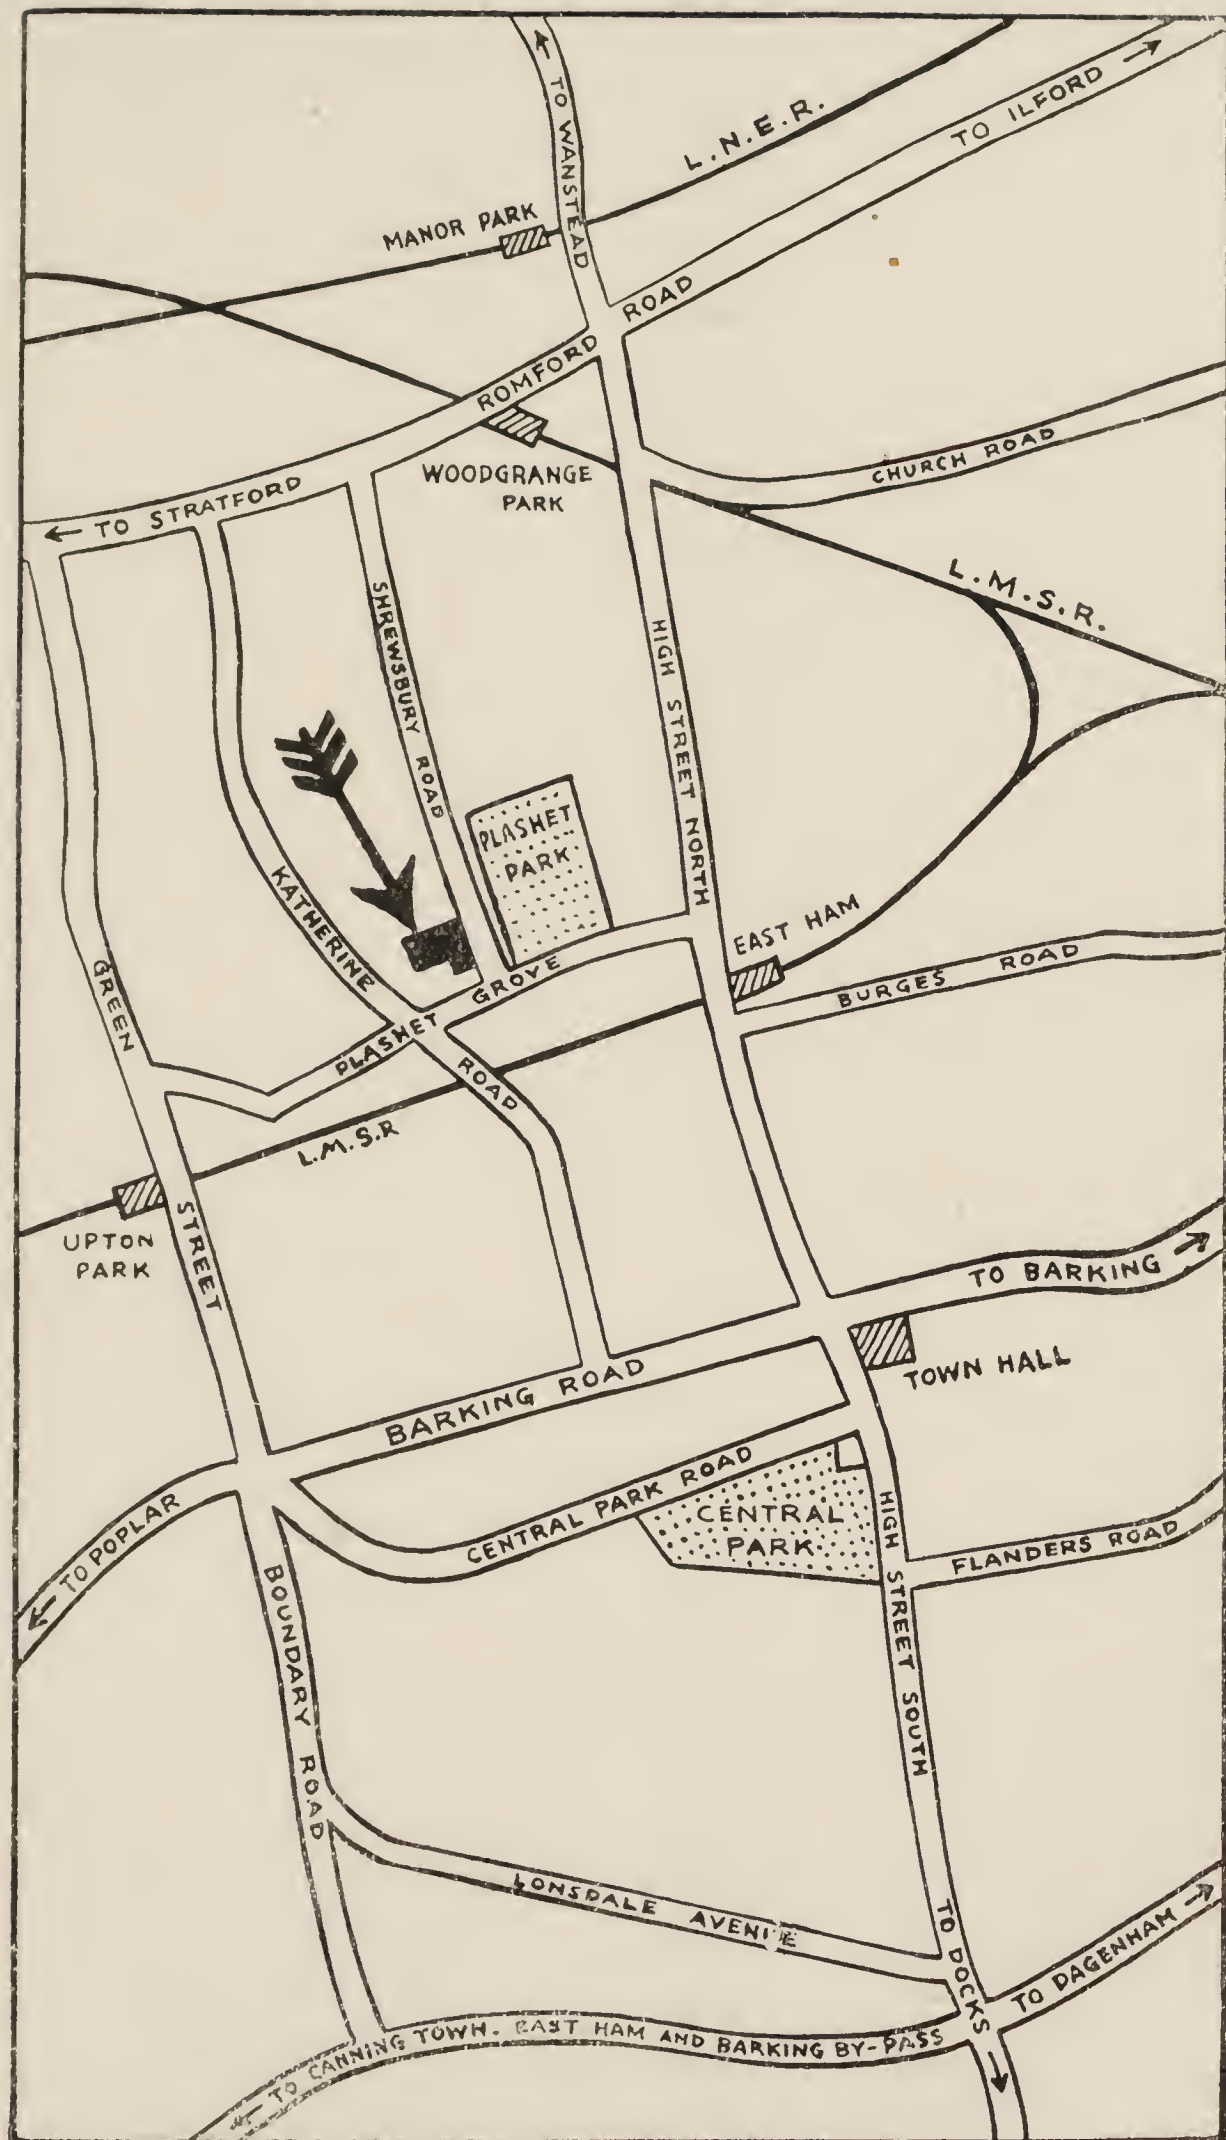 TO WANSTEAD
L.N.E.R.
TO ILFORD
MANOR PARK
ROMFORD ROAD
WOODGRANGE
PARK
CHURCH ROAD
← TO STRATFORD
L.M.S.R.
SHREWSBURY ROAD
HIGH STREET NORTH
PLASHET
PARK
KATHERINE ROAD
EAST HAM
GREEN STREET
PLASHET GROVE
BURGES ROAD
L.M.S.R
UPTON
PARK
TO BARKING →
TOWN HALL
BARKING ROAD
← TO POPLAR
CENTRAL PARK ROAD
CENTRAL
PARK
HIGH STREET SOUTH
FLANDERS ROAD
BOUNDARY ROAD
LONSDALE AVENUE
TO DOCKS →
TO DAGENHAM →
← TO CANNING TOWN. EAST HAM AND BARKING BY-PASS